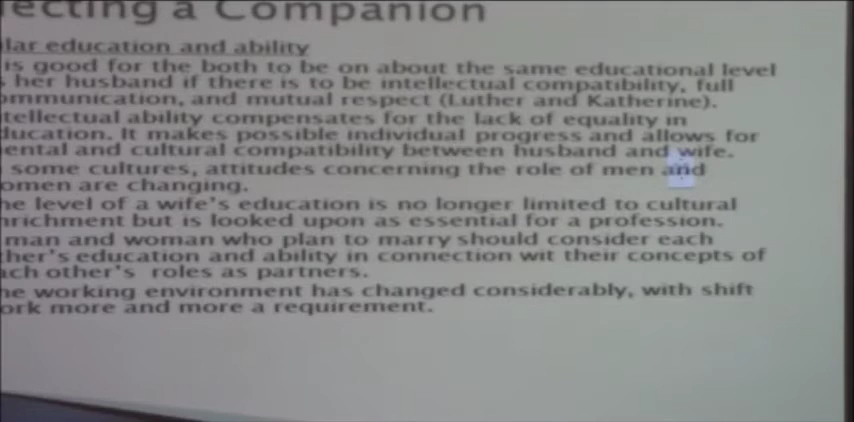 ecting a Companion
lar education and ability
is good for the both to be on about the same educational level
her husband if there is to be intellectual compatibility, full
ommunication, and mutual respect (Luther and Katherine).
tellectual ability compensates for the lack of equality in
ducation. It makes possible individual progress and allows for
ental and cultural compatibility between husband and wife.
some cultures, attitudes concerning the role of men and
omen are changing.
he level of a wife's education is no longer limited to cultural
nrichment but is looked upon as essential for a profession.
man and woman who plan to marry should consider each
ther's education and ability in connection wit their concepts of
ach other's roles as partners.
he working environment has changed considerably, with shift
ork more and more a requirement.